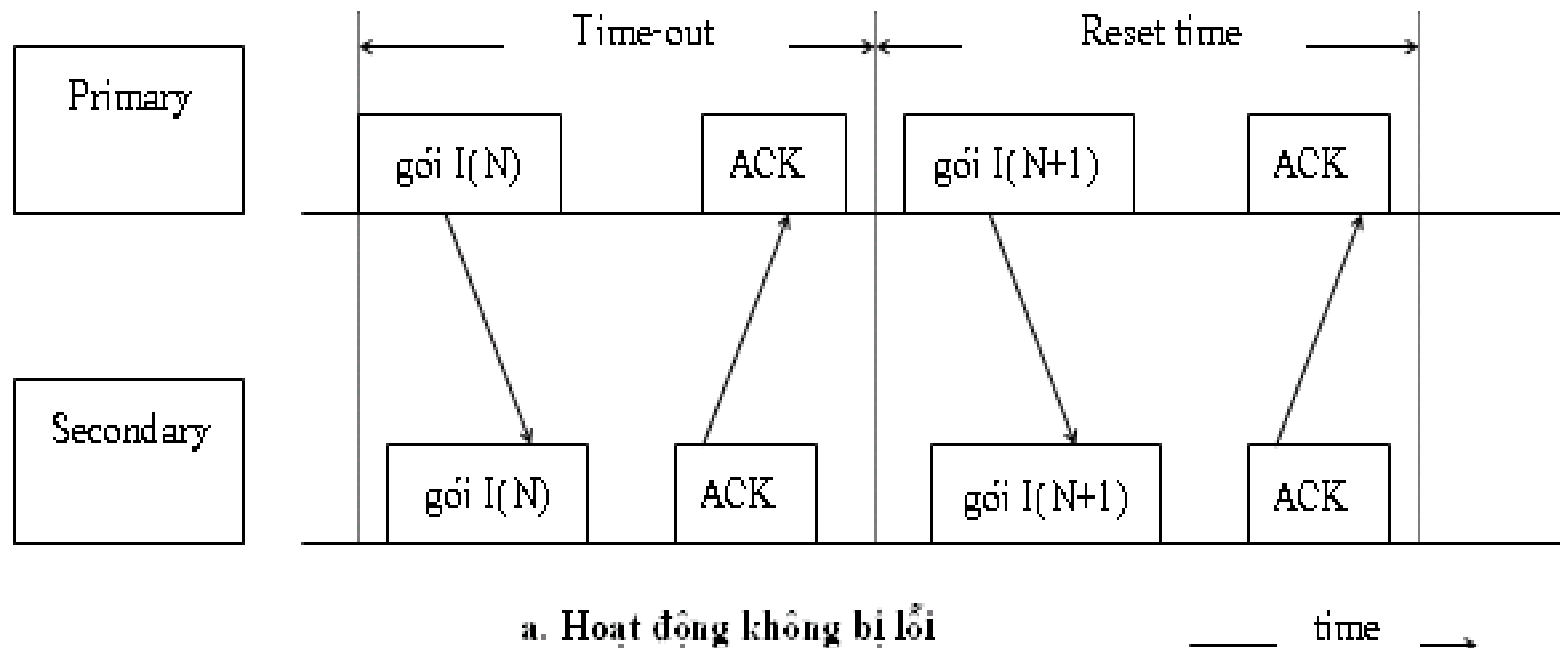 Time-out
Reset time
Primary
gói I(N)
ACK
gói I(N+1)
ACK
Secondary
gói I(N)
ACK
gói I(N+1)
ACK
a. Hoạt động không bị lỗi
time